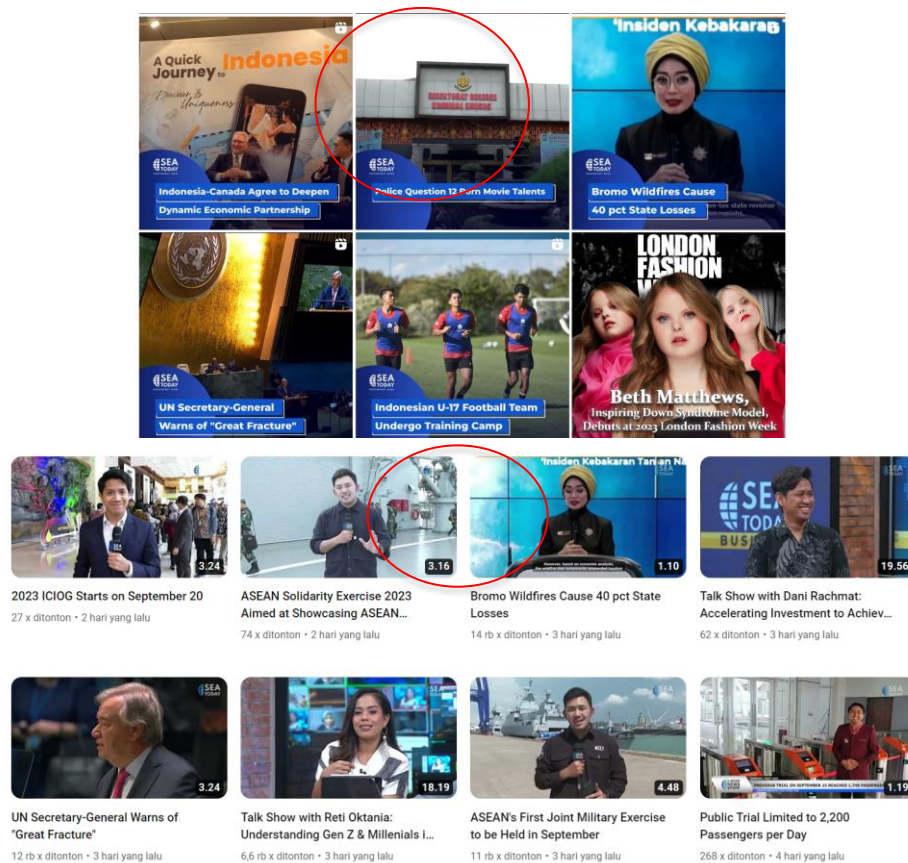 A Quick
Journey to
Indonesia
SEA
TODAY
Indonesia-Canada Agree to Deepen
Dynamic Economic Partnership
DIREKTORAT RESERSE
KRIMINAL KHUSUS
SEA
TODAY
Police Question 12 Porn Movie Talents
'Insiden Kebakaran T
Bromo Wildfires Cause
40 pct State Losses
SEA
TODAY
UN Secretary-General
Warns of "Great Fracture"
SEA
TODAY
Indonesian U-17 Football Team
Undergo Training Camp
LONDON
FASHION
Beth Matthews,
Inspiring Down Syndrome Model,
Debuts at 2023 London Fashion Week
3.24
2023 ICIOG Starts on September 20
27 x ditonton • 2 hari yang lalu
3.16
ASEAN Solidarity Exercise 2023
Aimed at Showcasing ASEAN...
74 x ditonton • 2 hari yang lalu
'Insiden Kebakaran Taman Na
1.10
Bromo Wildfires Cause 40 pct State
Losses
14 rb x ditonton • 3 hari yang lalu
SEA
TODAY
19.56
Talk Show with Dani Rachmat:
Accelerating Investment to Achiev...
62 x ditonton • 3 hari yang lalu
SEA
TODAY
3.24
UN Secretary-General Warns of
"Great Fracture"
12 rb x ditonton • 3 hari yang lalu
18.19
Talk Show with Reti Oktania:
Understanding Gen Z & Millenials i...
6,6 rb x ditonton • 3 hari yang lalu
4.48
ASEAN's First Joint Military Exercise
to be Held in September
11 rb x ditonton • 3 hari yang lalu
1.19
Public Trial Limited to 2,200
Passengers per Day
268 x ditonton • 4 hari yang lalu